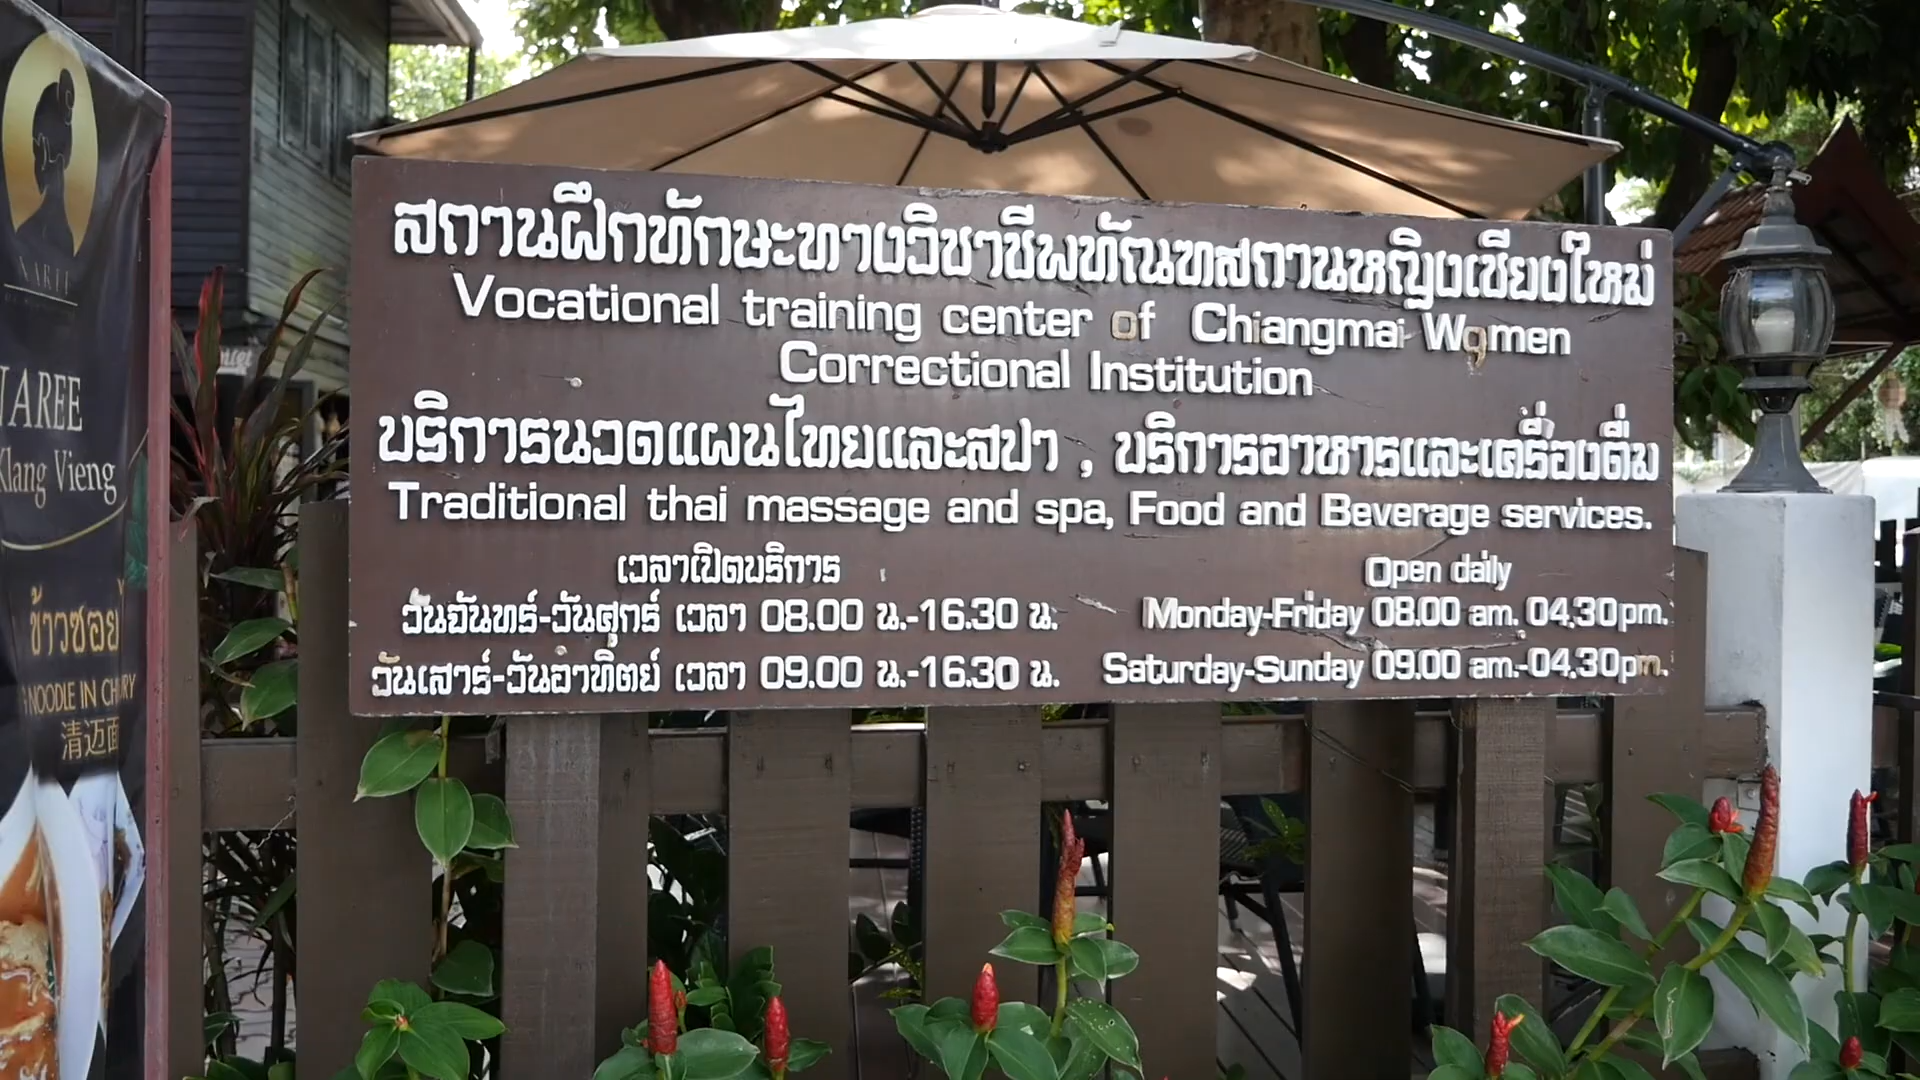 สถานฝึกทักษะทางวิชาชีพทัณฑสถานหญิงเชียงใหม่
Vocational training center of Chiangmai Women
Correctional Institution
บริการนวดแผนไทยและสปา , บริการอาหารและเครื่องดื่ม
Traditional thai massage and spa, Food and Beverage services.
เวลาเปิดบริการ
วันจันทร์-วันศุกร์ เวลา 08.00 น.-16.30 น.
วันเสาร์-วันอาทิตย์ เวลา 09.00 น.-16.30 น.
Open daily
Monday-Friday 08.00 am. 04.30pm.
Saturday-Sunday 09.00 am.-04.30pm.
Klang Vieng
ข้าวซอย
NOODLE IN
清迈面